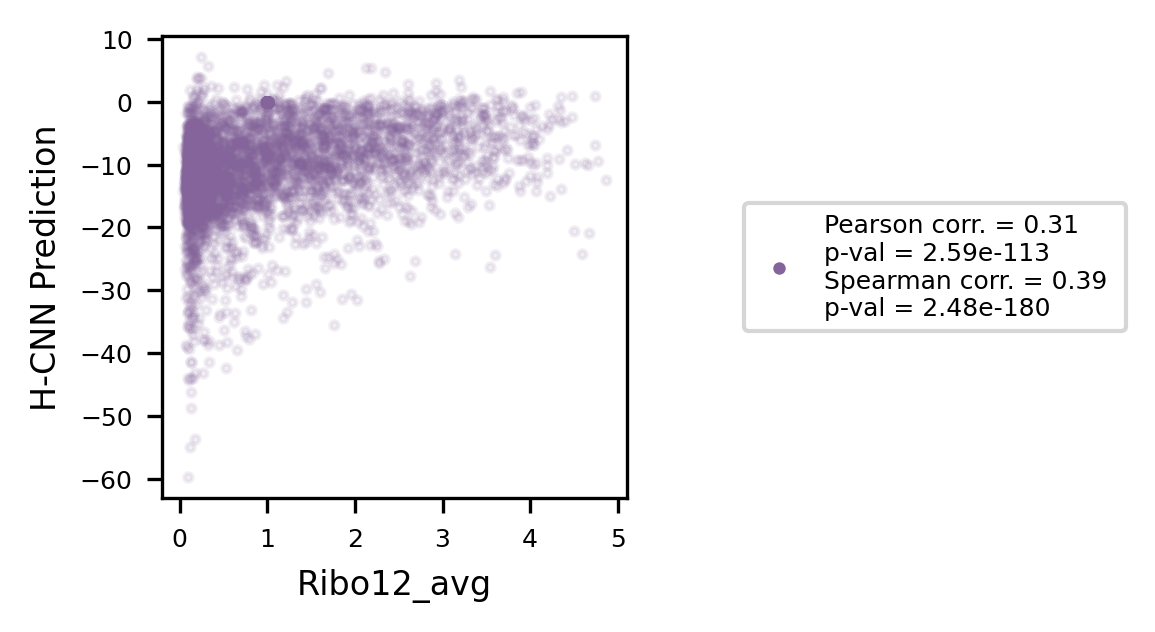 10
0
−10
−20
−30
−40
−50
−60
H-CNN Prediction
0 1 2 3 4 5
Ribo12_avg
Pearson corr. = 0.31
p-val = 2.59e-113
Spearman corr. = 0.39
p-val = 2.48e-180